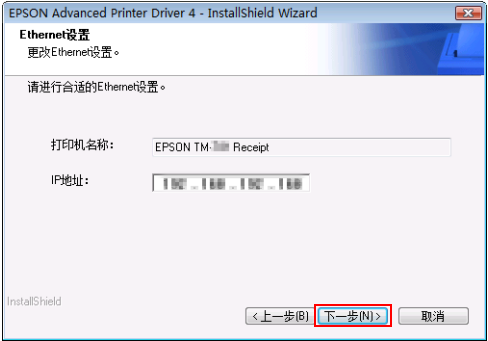 EPSON Advanced Printer Driver 4 - InstallShield Wizard
Ethernet设置
更改Ethernet设置。
请进行合适的Ethernet设置。
打印机名称： EPSON TM- Receipt
IP地址：
InstallShield
<上一步(B) 下一步(N)> 取消